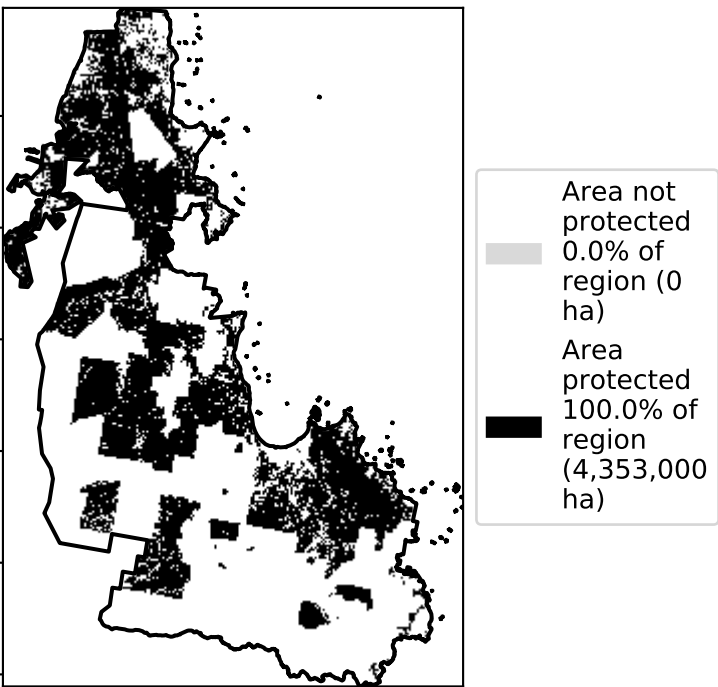 Area not
protected
0.0% of
region (0
ha)
Area
protected
100.0% of
region
(4,353,000
ha)